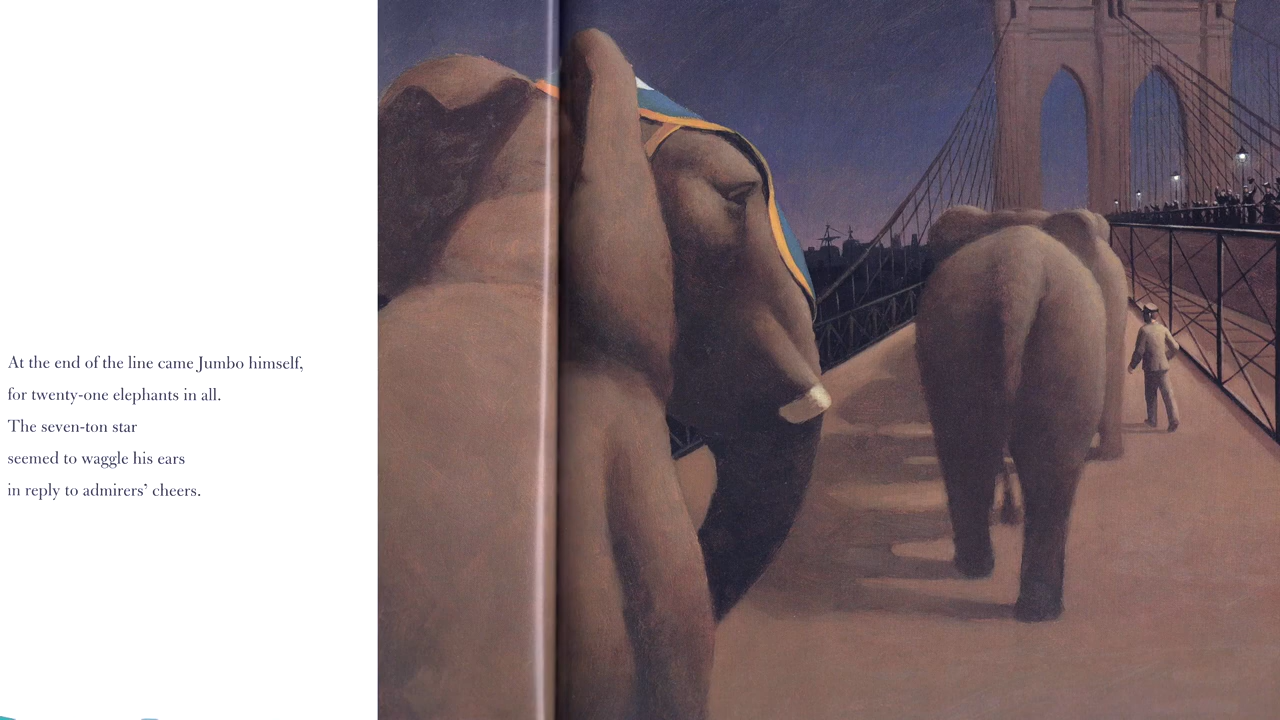 At the end of the line came Jumbo himself,
for twenty-one elephants in all.
The seven-ton star
seemed to waggle his ears
in reply to admirers’ cheers.